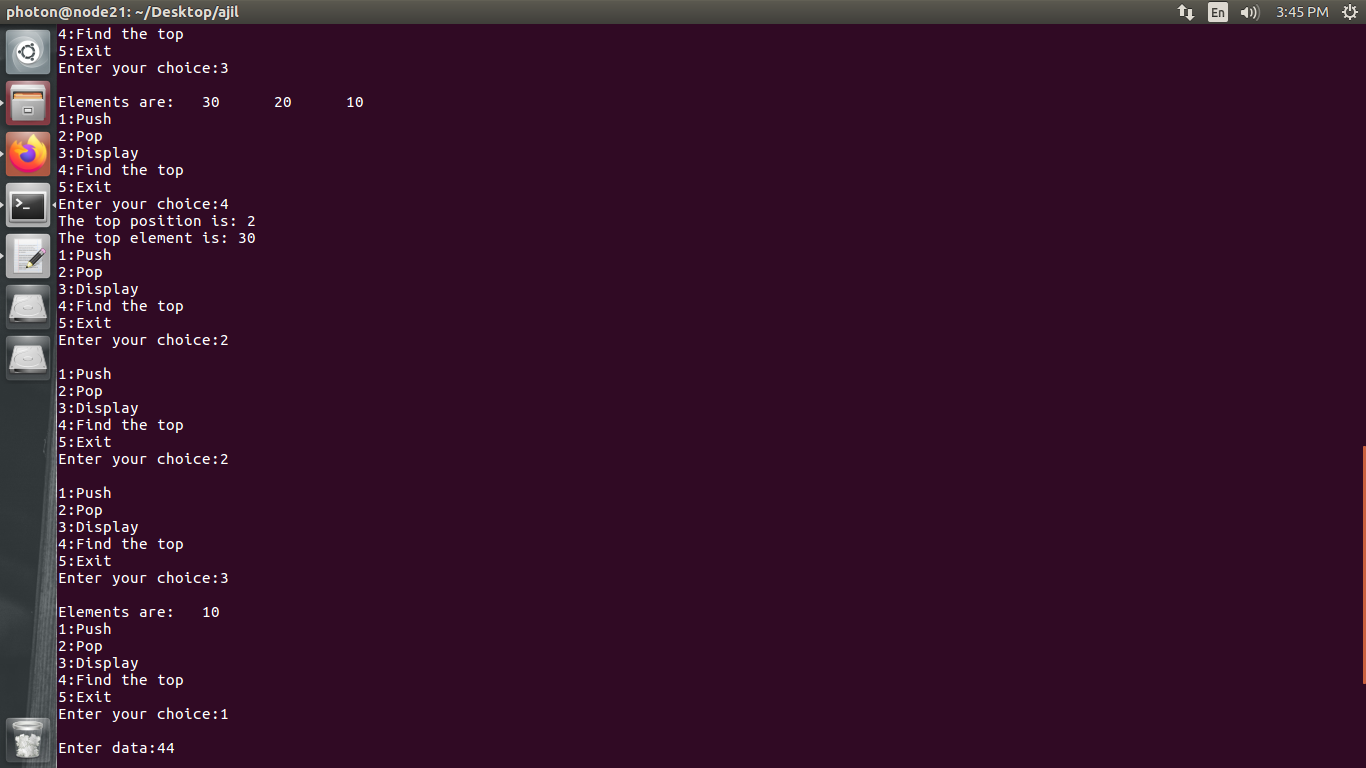 photon@node21: ~/Desktop/ajil
En
3:45 PM
4:Find the top
5:Exit
Enter your choice:3
Elements are:   30      20      10
1:Push
2:Pop
3:Display
4:Find the top
5:Exit
Enter your choice:4
The top position is: 2
The top element is: 30
1:Push
2:Pop
3:Display
4:Find the top
5:Exit
Enter your choice:2
1:Push
2:Pop
3:Display
4:Find the top
5:Exit
Enter your choice:2
1:Push
2:Pop
3:Display
4:Find the top
5:Exit
Enter your choice:3
Elements are:   10
1:Push
2:Pop
3:Display
4:Find the top
5:Exit
Enter your choice:1
Enter data:44